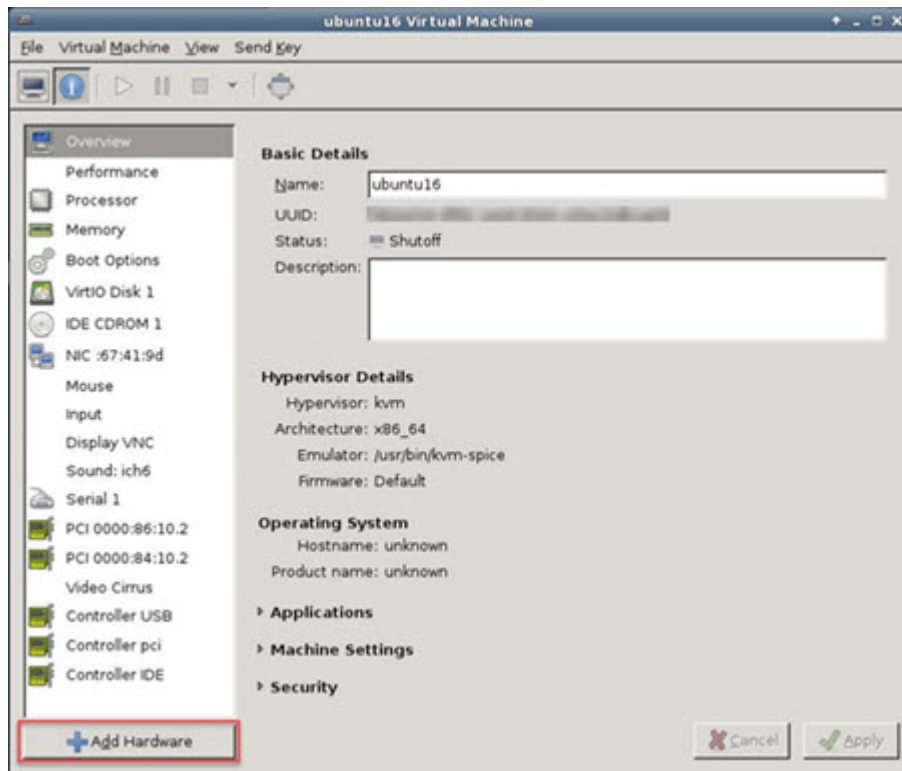 ubuntu16 Virtual Machine
File Virtual Machine View Send Key
Overview
Performance
Processor
Memory
Boot Options
VirtIO Disk 1
IDE CDROM 1
NIC :67:41:9d
Mouse
Input
Display VNC
Sound: ich6
Serial 1
PCI 0000:86:10.2
PCI 0000:84:10.2
Video Cirrus
Controller USB
Controller pci
Controller IDE
Add Hardware
Basic Details
Name: ubuntu16
UUID:
Status: Shutoff
Description:
Hypervisor Details
Hypervisor: kvm
Architecture: x86_64
Emulator: /usr/bin/kvm-spice
Firmware: Default
Operating System
Hostname: unknown
Product name: unknown
Applications
Machine Settings
Security
Cancel Apply